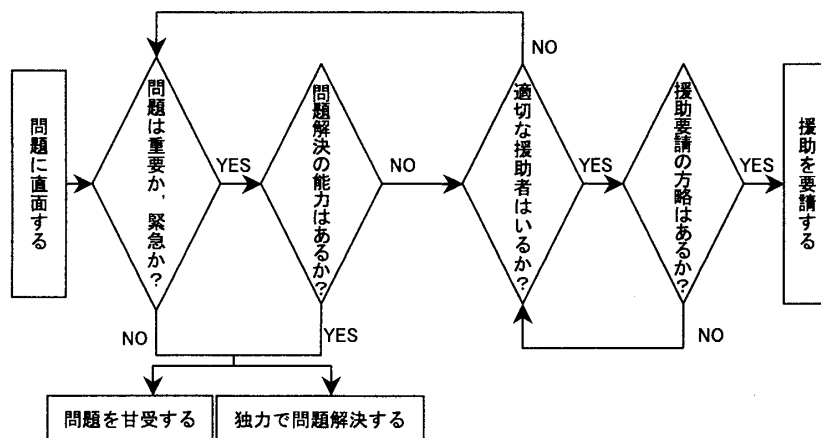 問題に直面する
問題は重要か，緊急か？
YES
NO
問題解決の能力はあるか？
NO
YES
適切な援助者はいるか？
NO
YES
援助要請の方略はあるか？
YES
NO
援助を要請する
問題を甘受する
独力で問題解決する